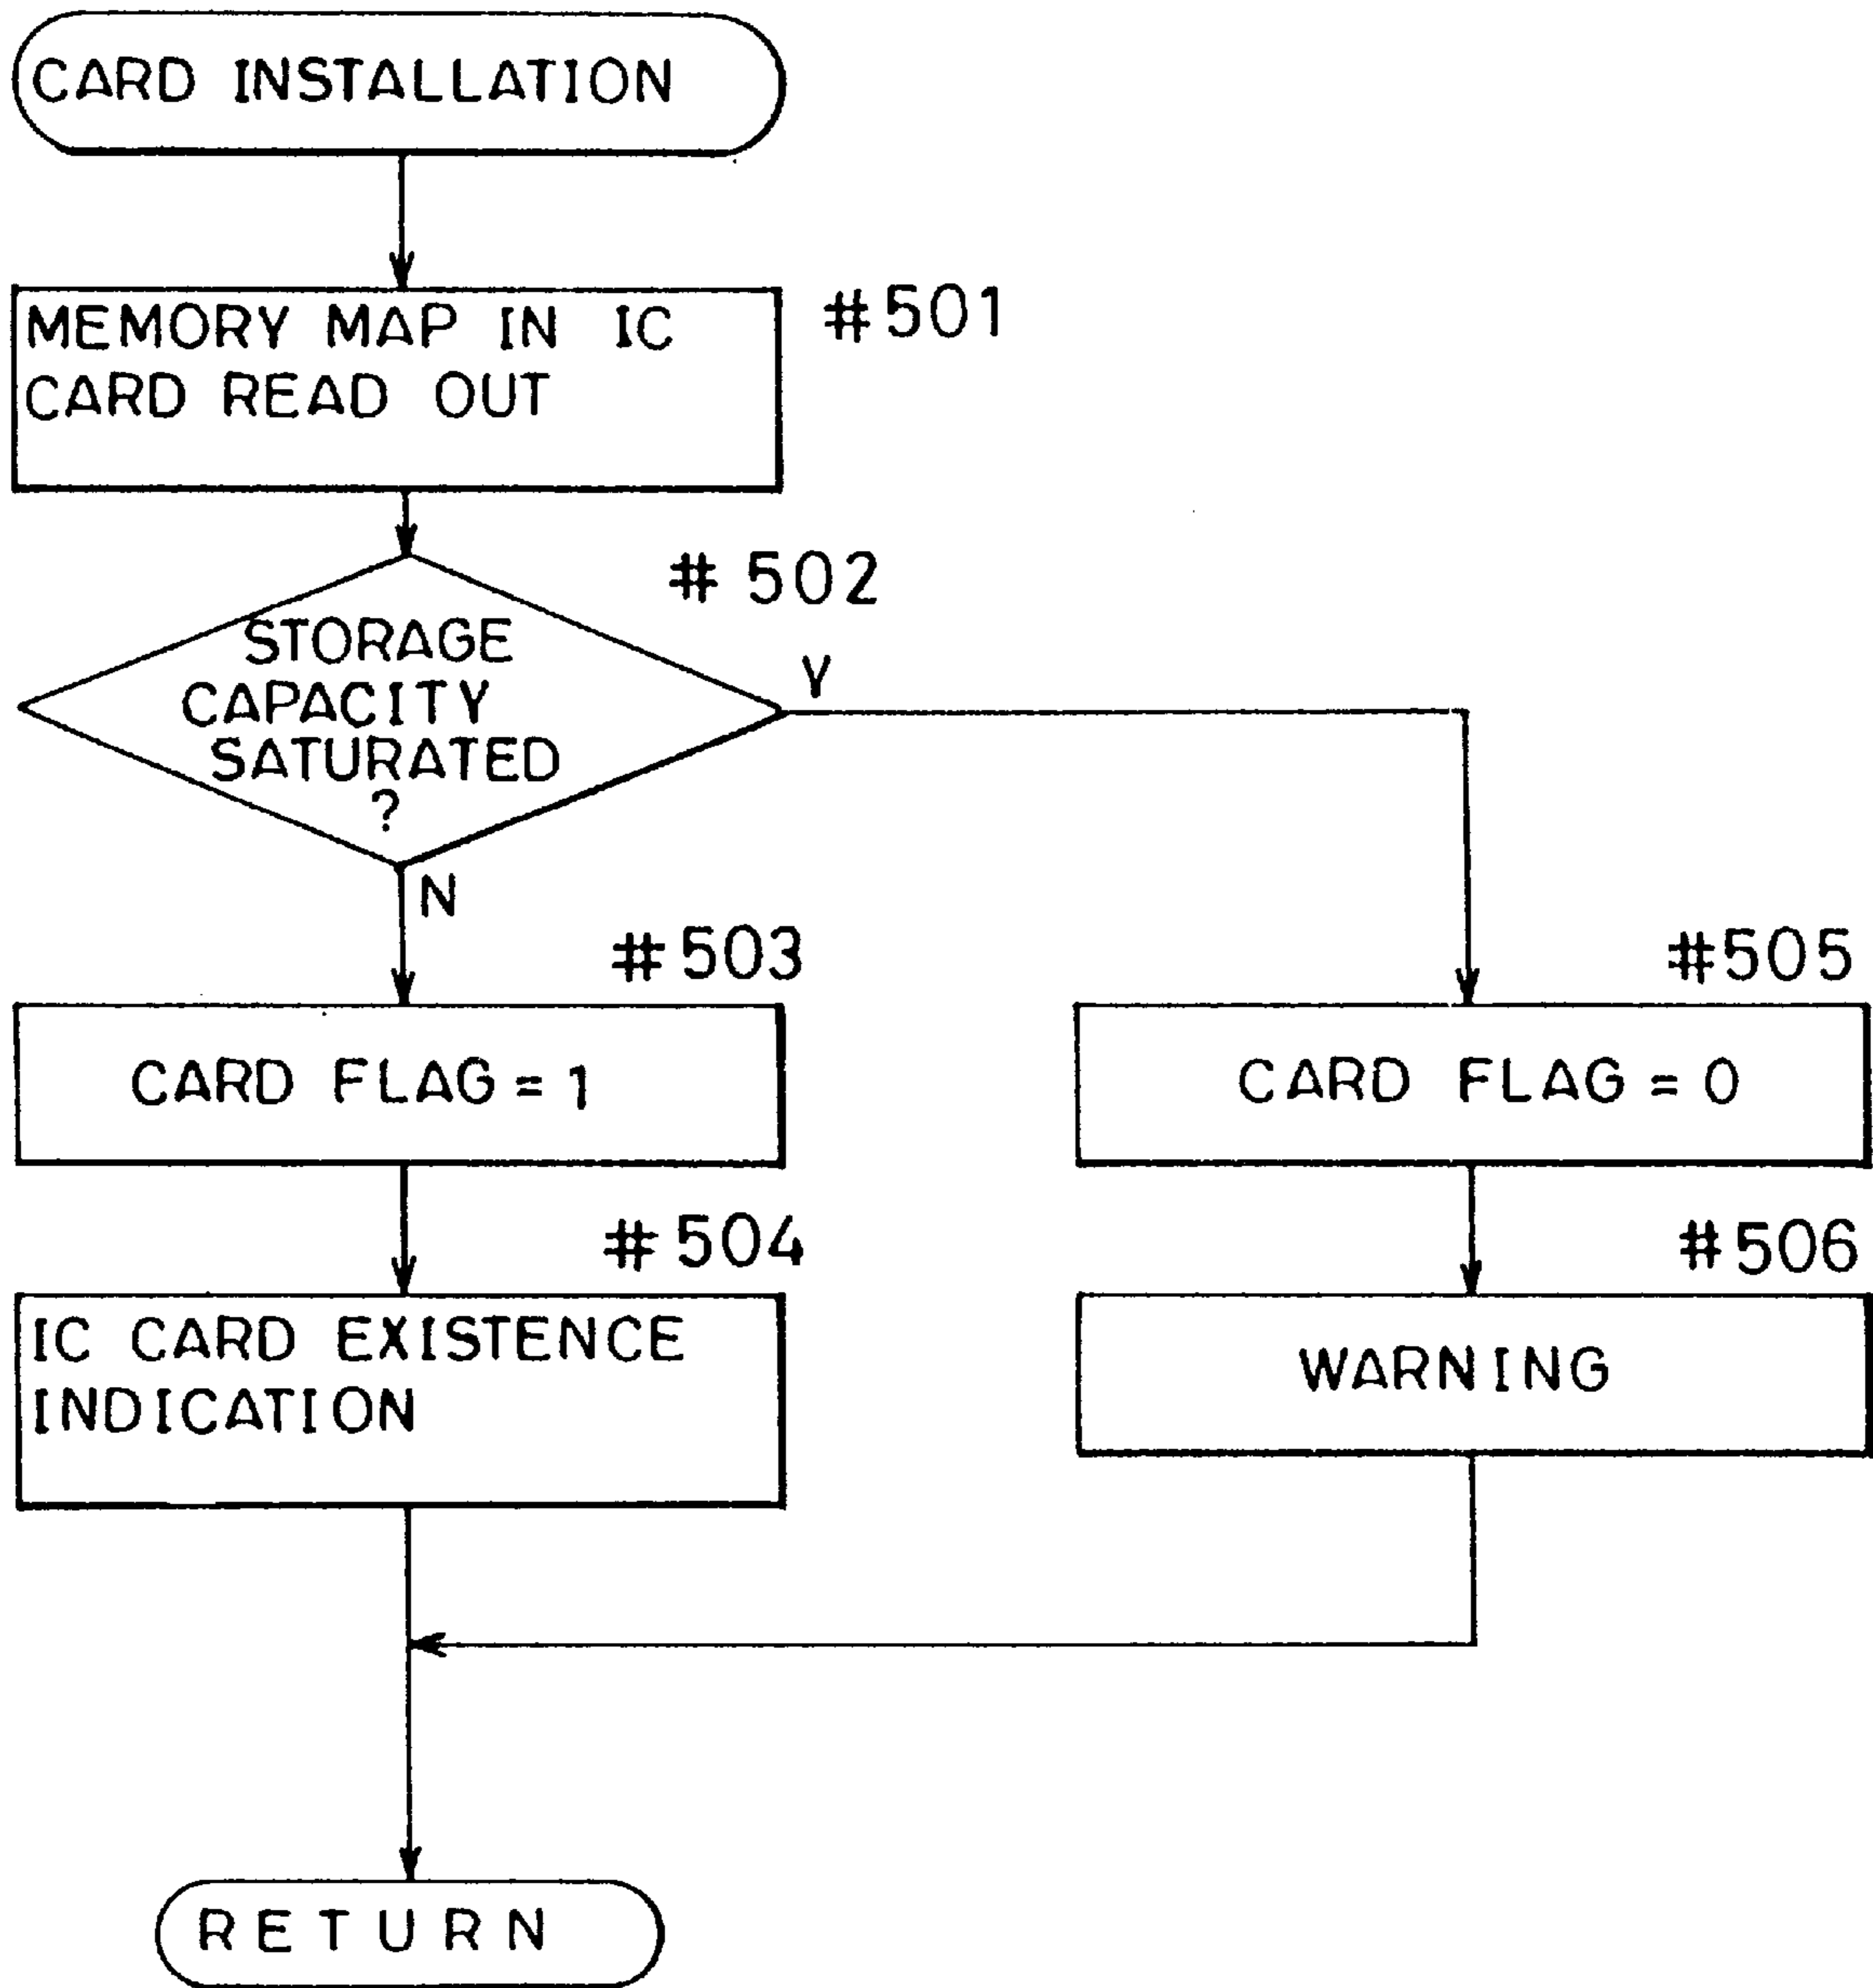 CARD INSTALLATION
MEMORY MAP IN IC
CARD READ OUT
#501
#502
STORAGE
CAPACITY
SATURATED
?
Y
N
#503
CARD FLAG = 1
#505
CARD FLAG = 0
#504
IC CARD EXISTENCE
INDICATION
#506
WARNING
RETURN